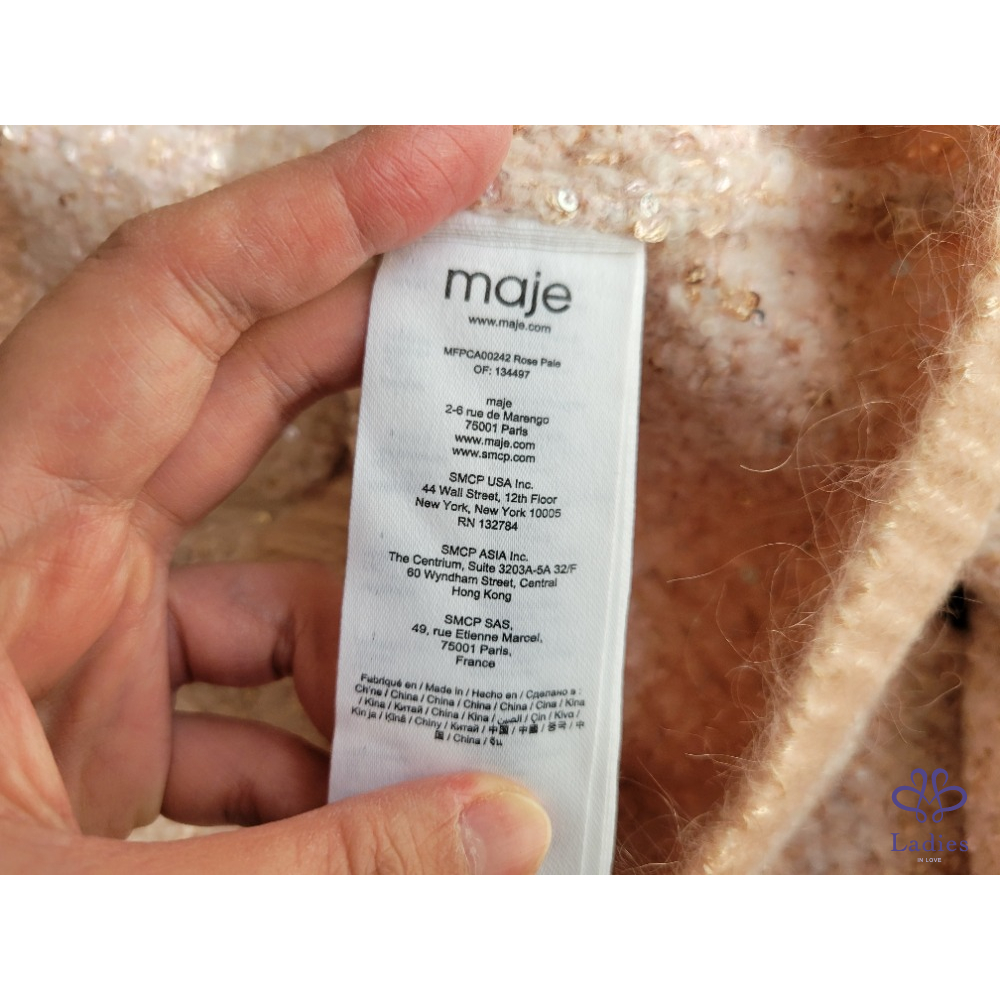 maje
www.maje.com
MFPCA00242 Rose Pale
OF: 134497
maje
2-6 rue de Marengo
75001 Paris
www.maje.com
www.smcp.com
SMCP USA Inc.
44 Wall Street, 12th Floor
New York, New York 10005
RN 132784
SMCP ASIA Inc.
The Centrium, Suite 3203A-5A 32/F
60 Wyndham Street, Central
Hong Kong
SMCP SAS,
49, rue Etienne Marcel,
75001 Paris,
France
Fabriqué en / Made in / Hecho en / Сделано в :
Chine / China / China / China / China / Cina / Kina
/ Kina / Китай / China / Kina / الصين / Çin / Kiva /
Kinija / Ķīnā / Chiny / Китай / 中国 / 中國 / 중국 / 中
国 / China / จีน
Ladies
IN LOVE